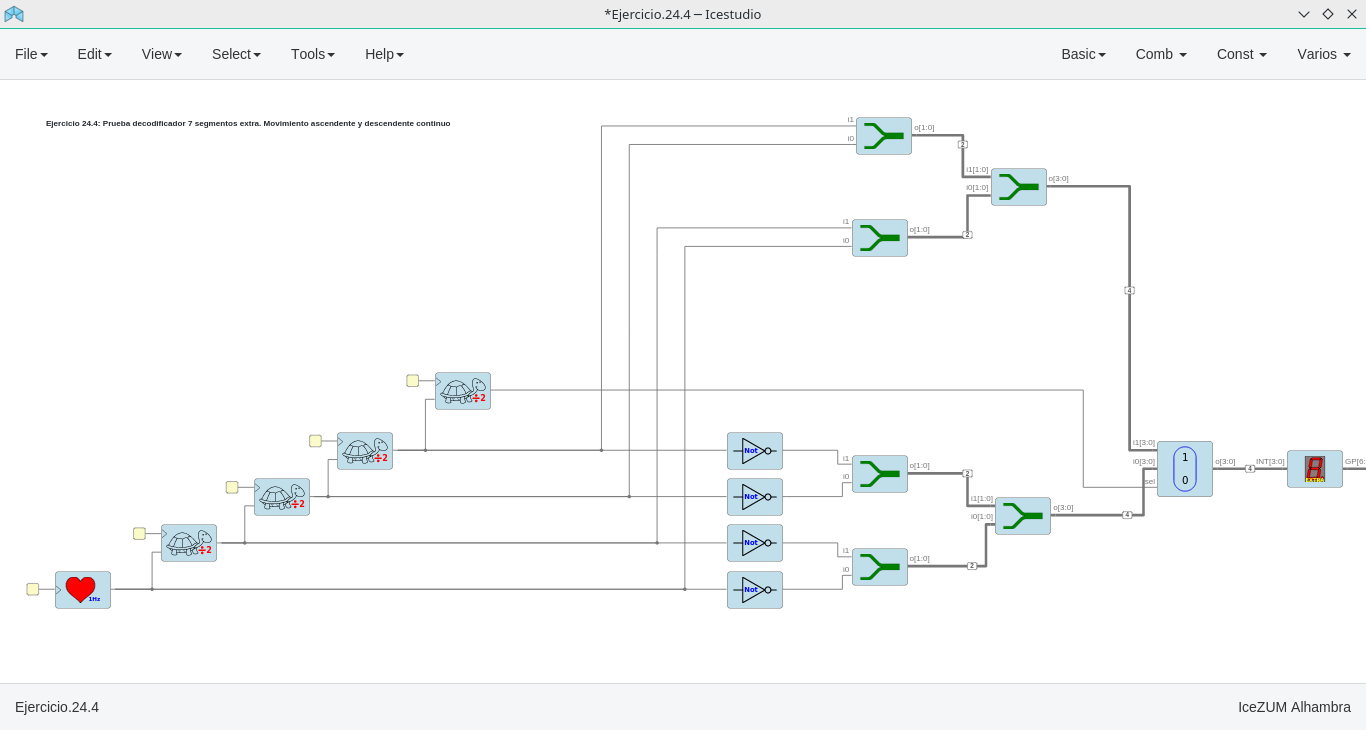 *Ejercicio.24.4 — Icestudio
File Edit View Select Tools Help Basic Comb Const Varios
Ejercicio 24.4: Prueba decodificador 7 segmentos extra. Movimiento ascendente y descendente continuo
i1
i0
o[1:0]
2
i1[1:0]
i0[1:0]
o[3:0]
i1
i0
o[1:0]
2
4
÷2
÷2
÷2
÷2
1Hz
Not
Not
Not
Not
i1
i0
o[1:0]
2
i1[1:0]
i0[1:0]
o[3:0]
4
i1
i0
o[1:0]
2
i1[3:0]
i0[3:0]
sel
1
0
o[3:0]
4
INT[3:0]
EXTRA
GP[6:
Ejercicio.24.4 IceZUM Alhambra